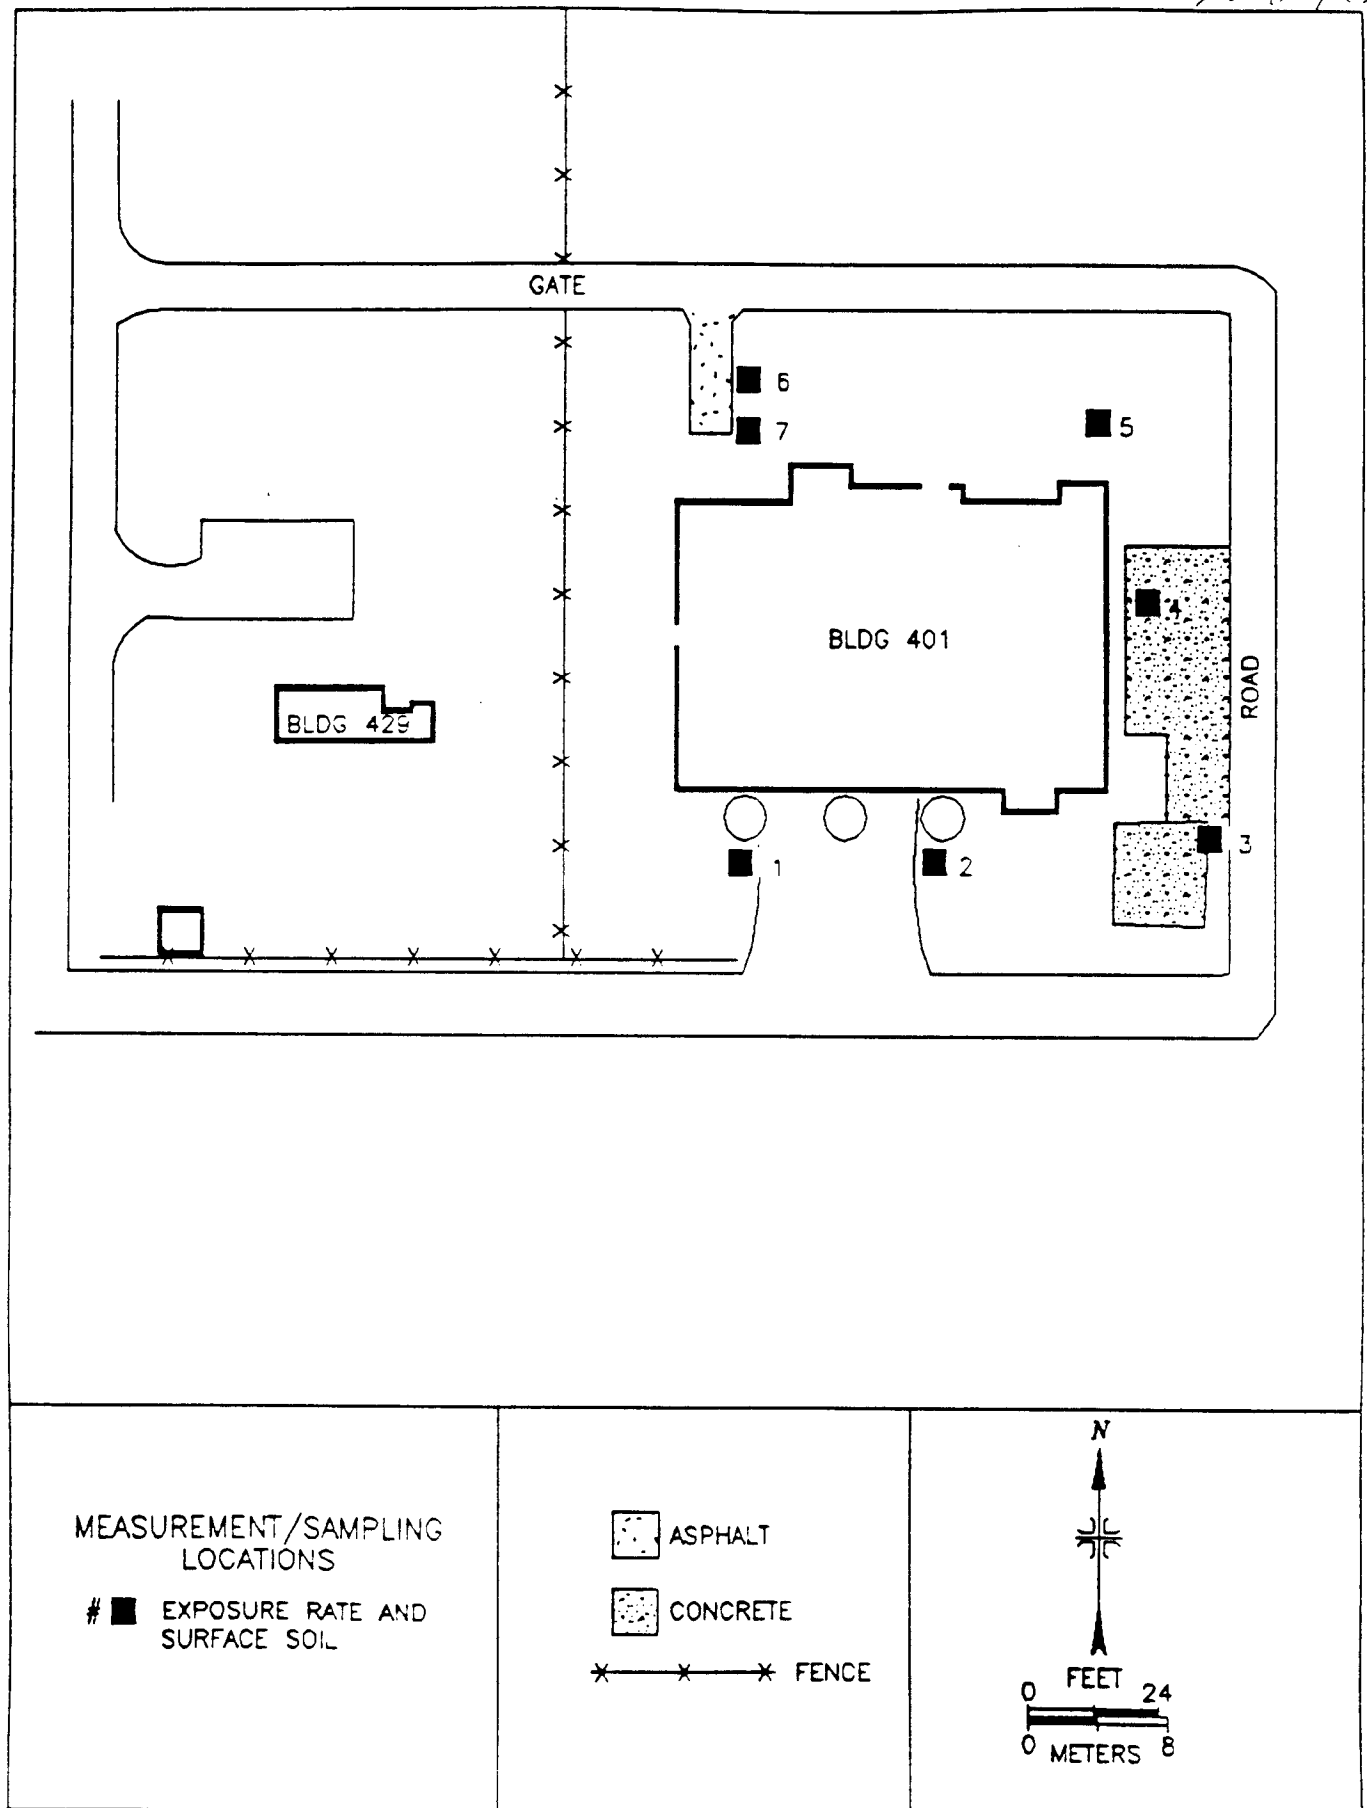 GATE
6
7
5
4
BLDG 401
ROAD
BLDG 429
3
1
2
N
MEASUREMENT/SAMPLING
LOCATIONS
# EXPOSURE RATE AND
SURFACE SOIL
ASPHALT
CONCRETE
FENCE
FEET
0 24
0 METERS 8